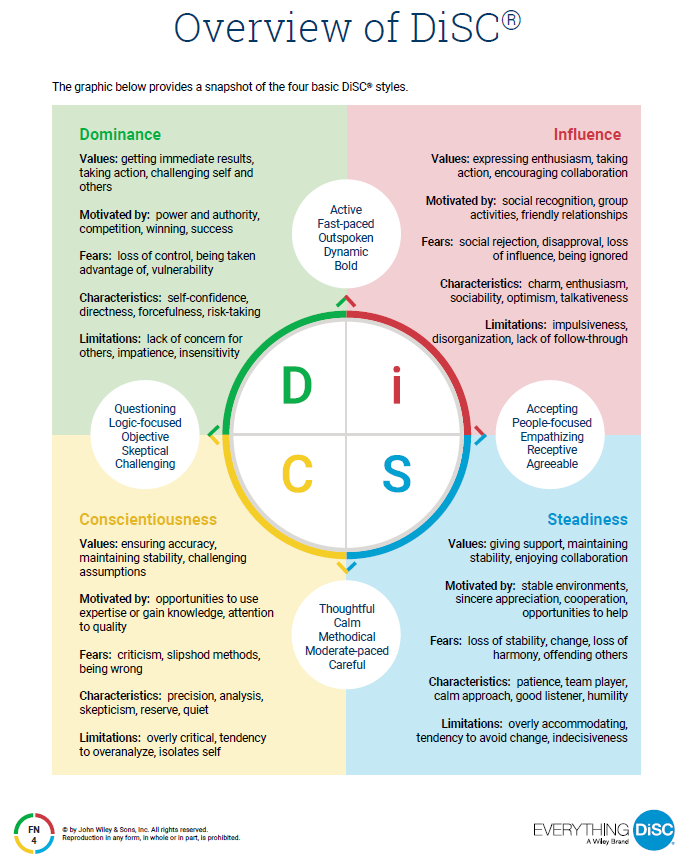 Overview of DiSC®
The graphic below provides a snapshot of the four basic DiSC® styles.
Dominance
Values: getting immediate results,
taking action, challenging self and
others
Motivated by: power and authority,
competition, winning, success
Fears: loss of control, being taken
advantage of, vulnerability
Characteristics: self-confidence,
directness, forcefulness, risk-taking
Limitations: lack of concern for
others, impatience, insensitivity
Active
Fast-paced
Outspoken
Dynamic
Bold
Influence
Values: expressing enthusiasm, taking
action, encouraging collaboration
Motivated by: social recognition, group
activities, friendly relationships
Fears: social rejection, disapproval, loss
of influence, being ignored
Characteristics: charm, enthusiasm,
sociability, optimism, talkativeness
Limitations: impulsiveness,
disorganization, lack of follow-through
D i
Questioning
Logic-focused
Objective
Skeptical
Challenging
Accepting
People-focused
Empathizing
Receptive
Agreeable
C S
Conscientiousness
Values: ensuring accuracy,
maintaining stability, challenging
assumptions
Motivated by: opportunities to use
expertise or gain knowledge, attention
to quality
Fears: criticism, slipshod methods,
being wrong
Characteristics: precision, analysis,
skepticism, reserve, quiet
Limitations: overly critical, tendency
to overanalyze, isolates self
Thoughtful
Calm
Methodical
Moderate-paced
Careful
Steadiness
Values: giving support, maintaining
stability, enjoying collaboration
Motivated by: stable environments,
sincere appreciation, cooperation,
opportunities to help
Fears: loss of stability, change, loss of
harmony, offending others
Characteristics: patience, team player,
calm approach, good listener, humility
Limitations: overly accommodating,
tendency to avoid change, indecisiveness
FN
4
© by John Wiley & Sons, Inc. All rights reserved.
Reproduction in any form, in whole or in part, is prohibited.
EVERYTHING DiSC®
A Wiley Brand